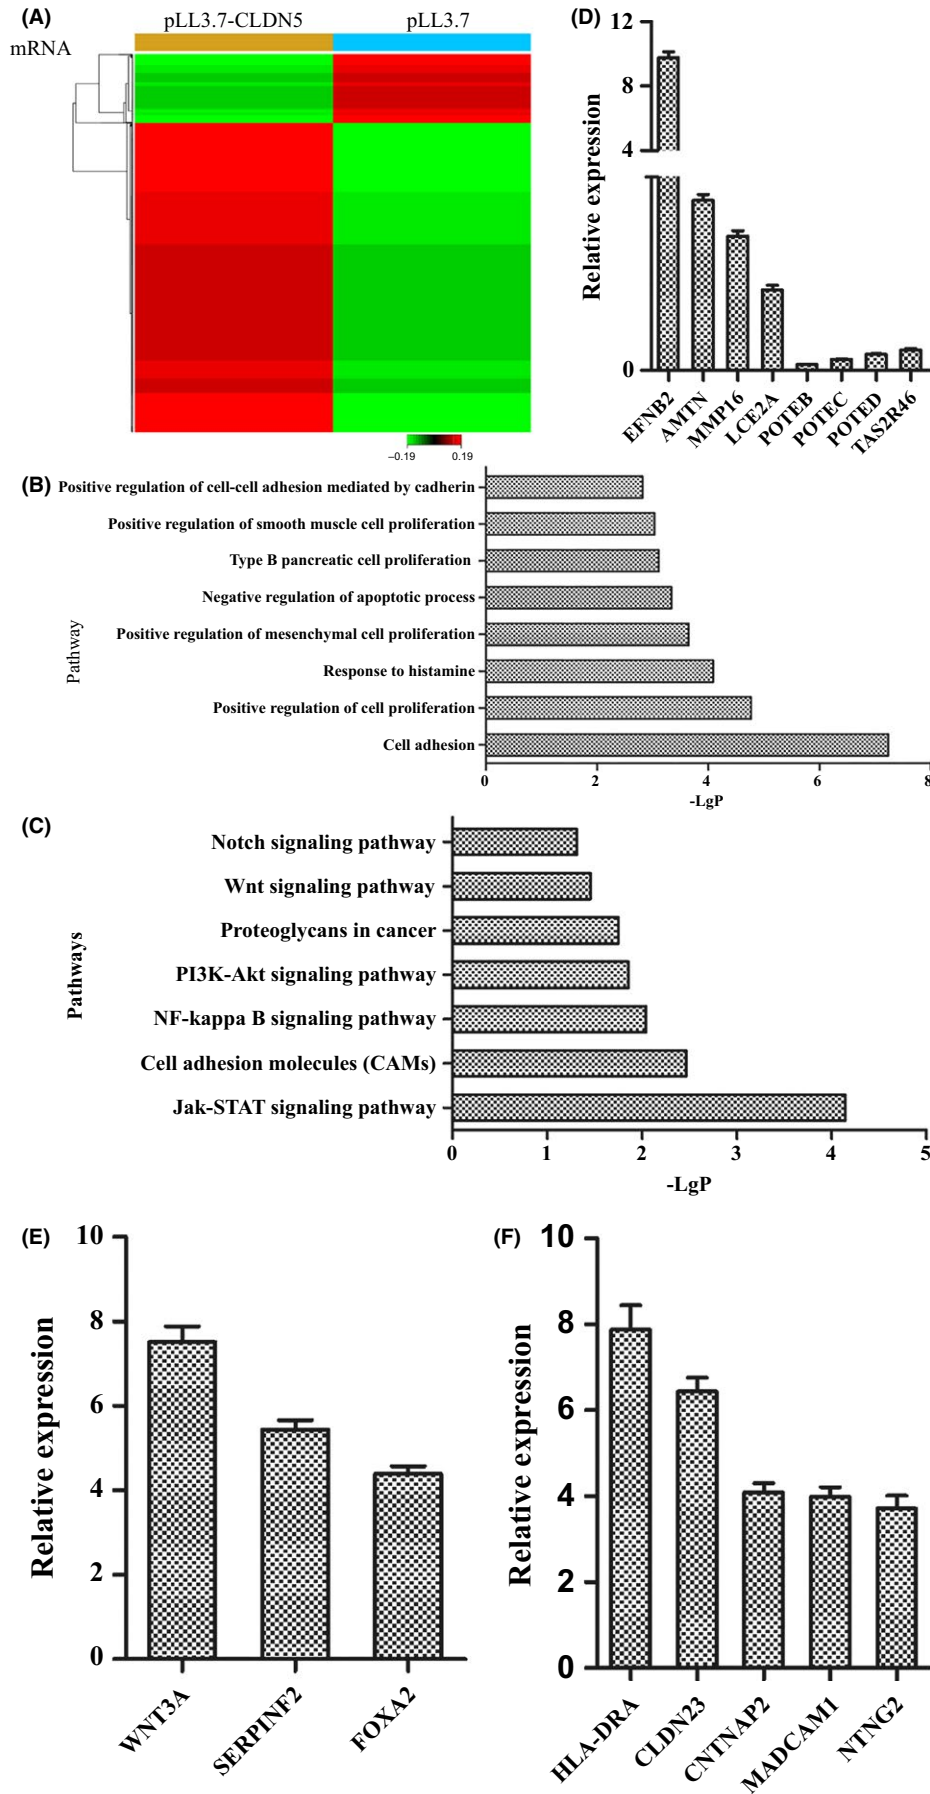 (A)
pLL3.7-CLDN5 pLL3.7
mRNA
−0.19 0.19
(D)
12
8
4
0
Relative expression
EFNB2
AMTN
MMP16
LCE2A
POTEB
POTEC
POTED
TAS2R46
(B)
Pathway
Positive regulation of cell-cell adhesion mediated by cadherin
Positive regulation of smooth muscle cell proliferation
Type B pancreatic cell proliferation
Negative regulation of apoptotic process
Positive regulation of mesenchymal cell proliferation
Response to histamine
Positive regulation of cell proliferation
Cell adhesion
0 2 4 6 8
-LgP
(C)
Pathways
Notch signaling pathway
Wnt signaling pathway
Proteoglycans in cancer
PI3K-Akt signaling pathway
NF-kappa B signaling pathway
Cell adhesion molecules (CAMs)
Jak-STAT signaling pathway
0 1 2 3 4 5
-LgP
(E)
10
8
6
4
2
0
Relative expression
WNT3A
SERPINF2
FOXA2
(F)
10
8
6
4
2
0
Relative expression
HLA-DRA
CLDN23
CNTNAP2
MADCAM1
NTNG2